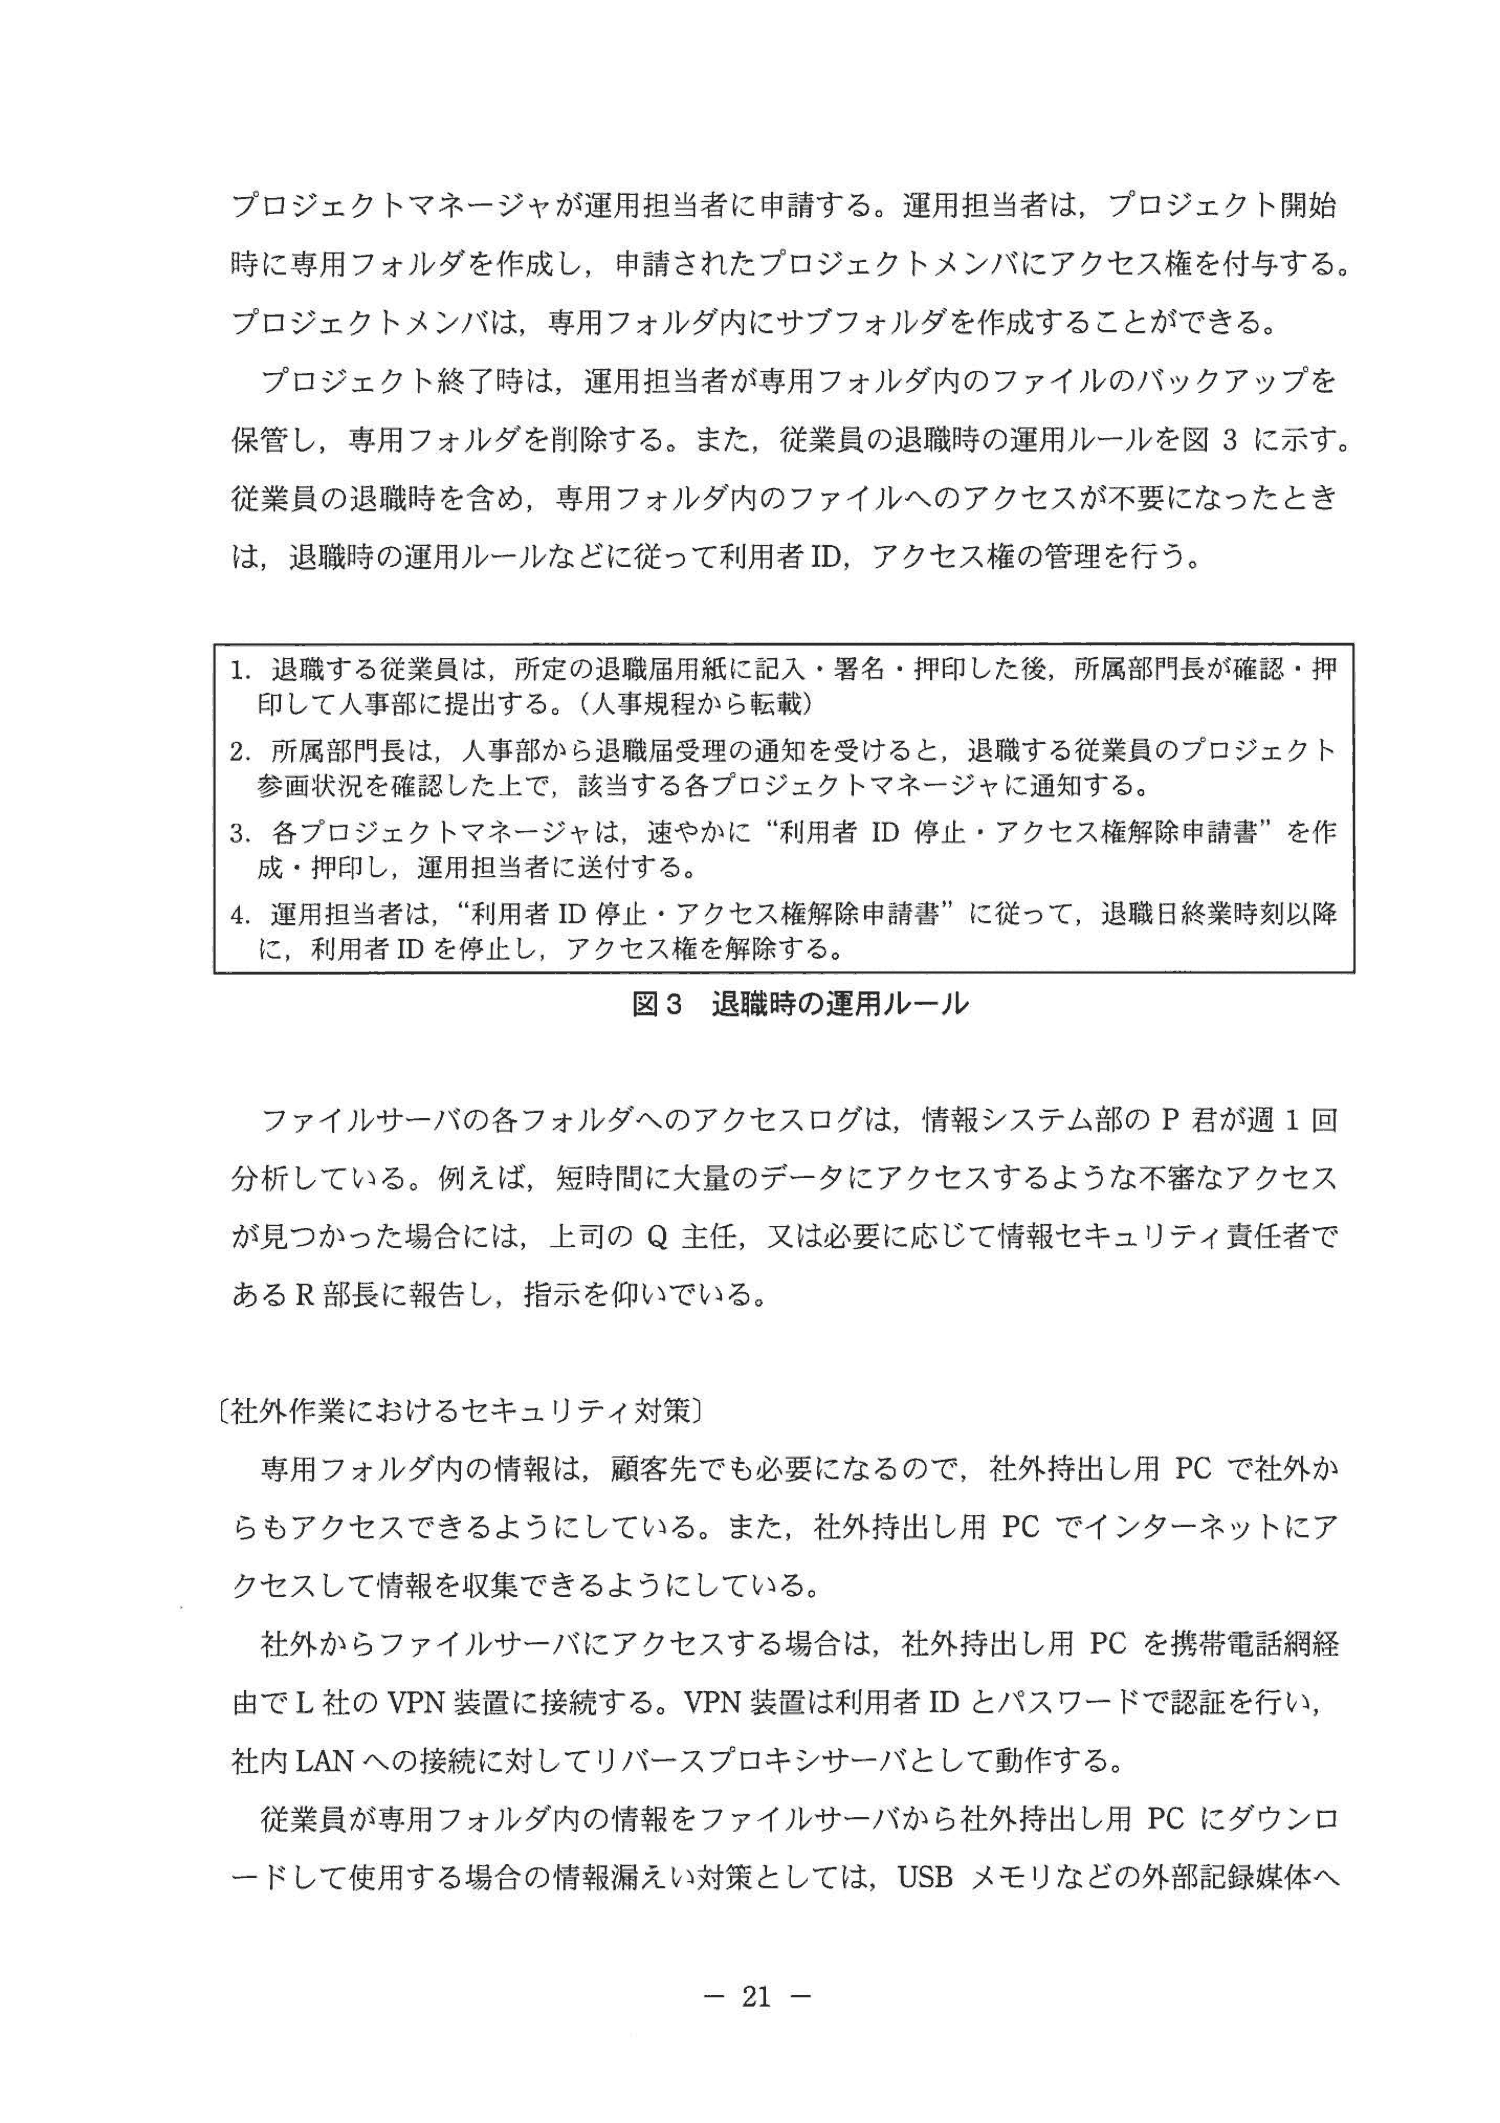 プロジェクトマネージャが運用担当者に申請する。運用担当者は，プロジェクト開始
時に専用フォルダを作成し，申請されたプロジェクトメンバにアクセス権を付与する。
プロジェクトメンバは，専用フォルダ内にサブフォルダを作成することができる。
プロジェクト終了時は，運用担当者が専用フォルダ内のファイルのバックアップを
保管し，専用フォルダを削除する。また，従業員の退職時の運用ルールを図 3 に示す。
従業員の退職時を含め，専用フォルダ内のファイルへのアクセスが不要になったとき
は，退職時の運用ルールなどに従って利用者 ID，アクセス権の管理を行う。
1. 退職する従業員は，所定の退職届用紙に記入・署名・押印した後，所属部門長が確認・押
印して人事部に提出する。（人事規程から転載）
2. 所属部門長は，人事部から退職届受理の通知を受けると，退職する従業員のプロジェクト
参画状況を確認した上で，該当する各プロジェクトマネージャに通知する。
3. 各プロジェクトマネージャは，速やかに“利用者 ID 停止・アクセス権解除申請書”を作
成・押印し，運用担当者に送付する。
4. 運用担当者は，“利用者 ID 停止・アクセス権解除申請書”に従って，退職日終業時刻以降
に，利用者 ID を停止し，アクセス権を解除する。
図3 退職時の運用ルール
ファイルサーバの各フォルダへのアクセスログは，情報システム部の P 君が週 1 回
分析している。例えば，短時間に大量のデータにアクセスするような不審なアクセス
が見つかった場合には，上司の Q 主任，又は必要に応じて情報セキュリティ責任者で
ある R 部長に報告し，指示を仰いでいる。
〔社外作業におけるセキュリティ対策〕
専用フォルダ内の情報は，顧客先でも必要になるので，社外持出し用 PC で社外か
らもアクセスできるようにしている。また，社外持出し用 PC でインターネットにア
クセスして情報を収集できるようにしている。
社外からファイルサーバにアクセスする場合は，社外持出し用 PC を携帯電話網経
由で L 社の VPN 装置に接続する。VPN 装置は利用者 ID とパスワードで認証を行い，
社内 LAN への接続に対してリバースプロキシサーバとして動作する。
従業員が専用フォルダ内の情報をファイルサーバから社外持出し用 PC にダウンロ
ードして使用する場合の情報漏えい対策としては，USB メモリなどの外部記録媒体へ
－ 21 －